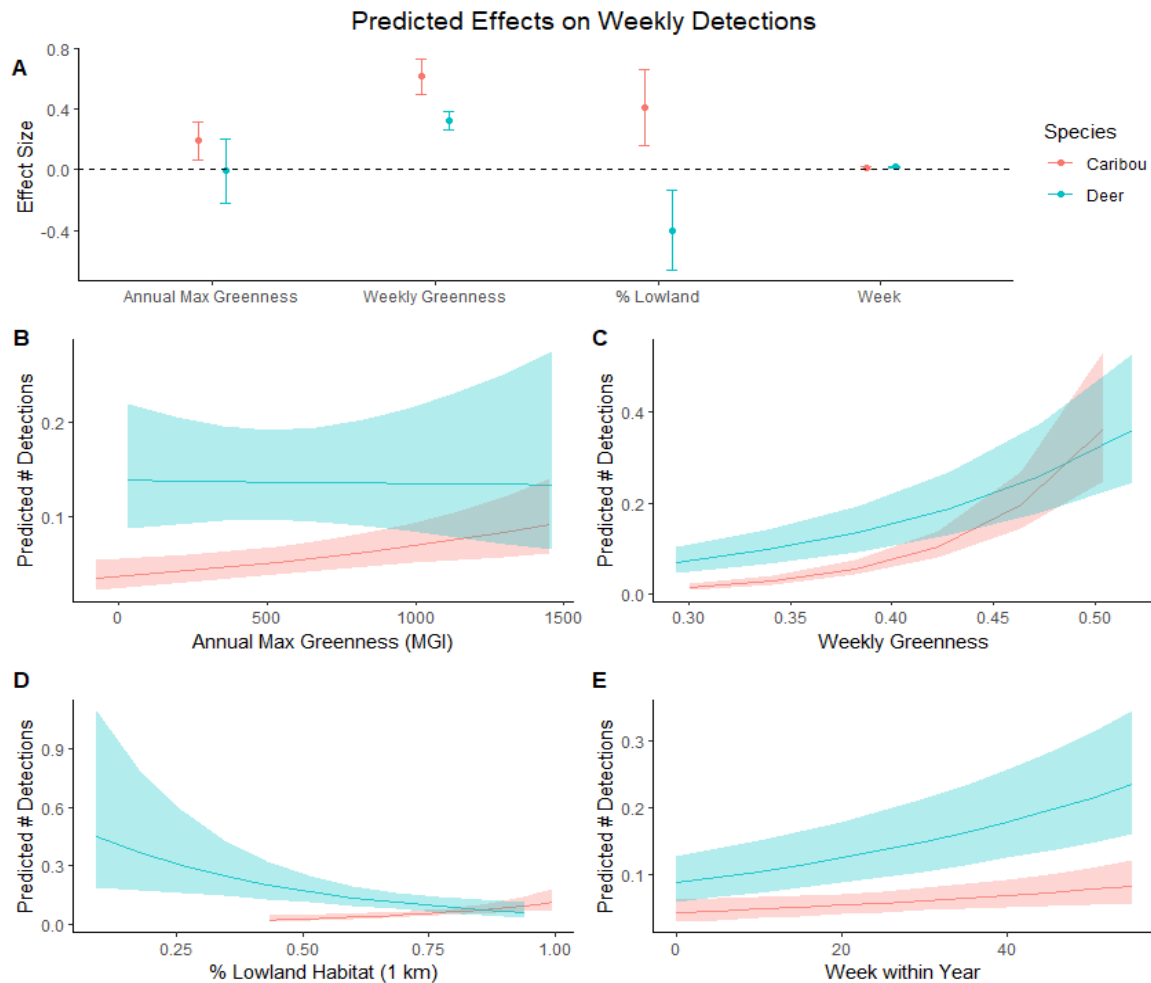 Predicted Effects on Weekly Detections
A
Effect Size
0.8
0.4
0.0
-0.4
Annual Max Greenness Weekly Greenness % Lowland Week
Species
Caribou
Deer
B
Predicted # Detections
0.2
0.1
0 500 1000 1500
Annual Max Greenness (MGI)
C
Predicted # Detections
0.4
0.2
0.0
0.30 0.35 0.40 0.45 0.50
Weekly Greenness
D
Predicted # Detections
0.9
0.6
0.3
0.0
0.25 0.50 0.75 1.00
% Lowland Habitat (1 km)
E
Predicted # Detections
0.3
0.2
0.1
0 20 40
Week within Year